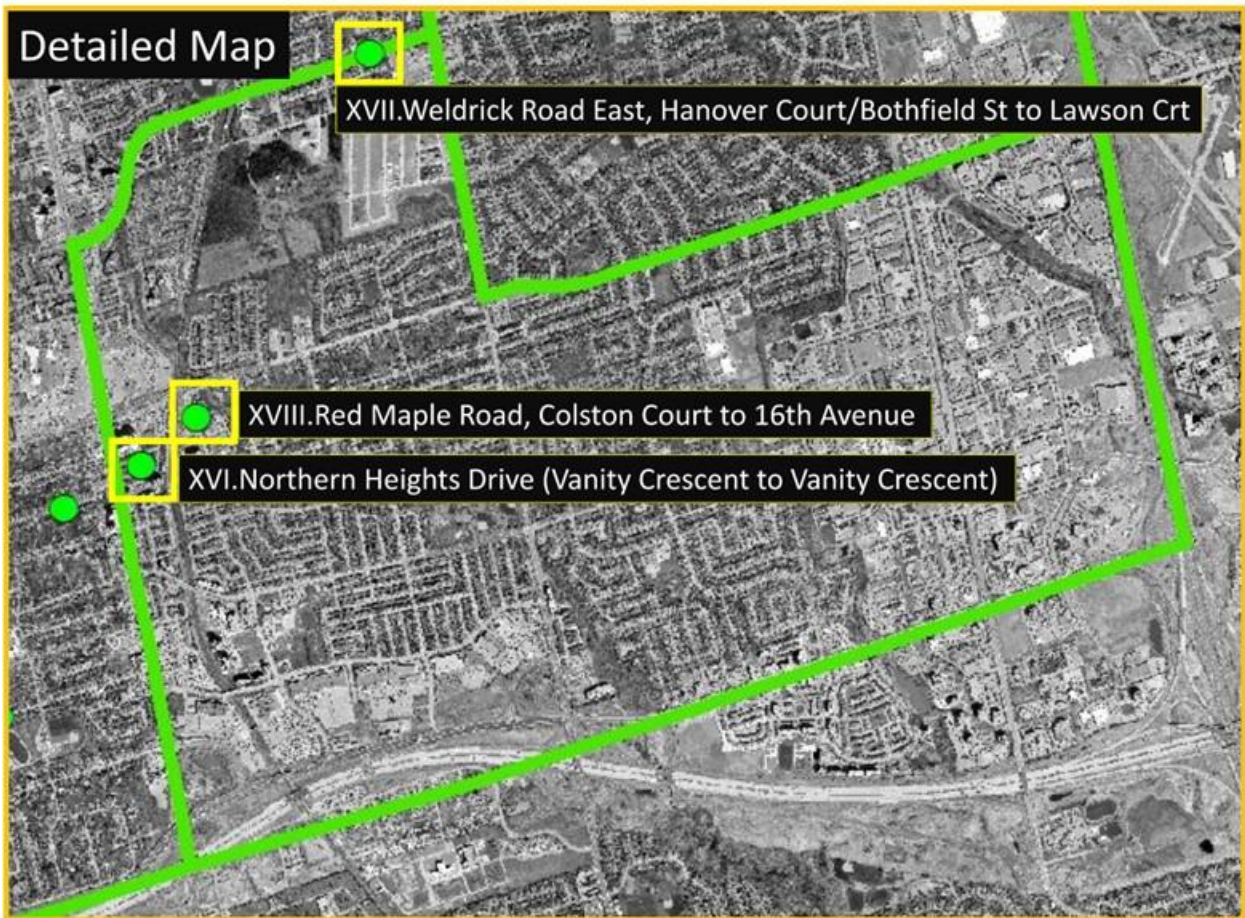 Detailed Map
XVII.Weldrick Road East, Hanover Court/Bothfield St to Lawson Crt
XVIII.Red Maple Road, Colston Court to 16th Avenue
XVI.Northern Heights Drive (Vanity Crescent to Vanity Crescent)